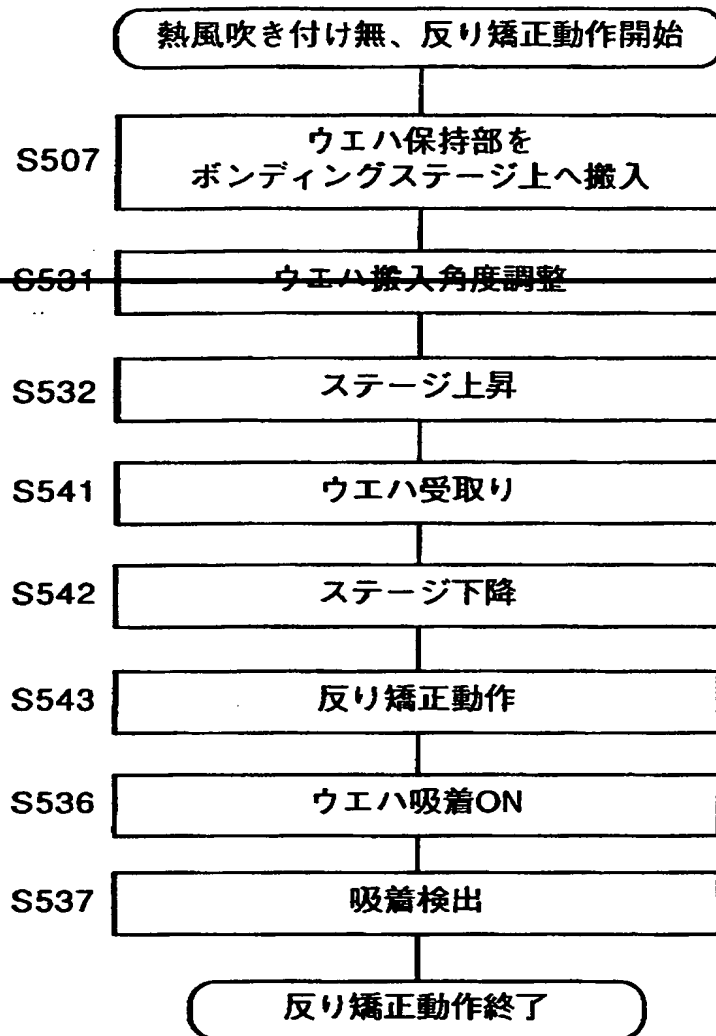 熱風吹き付け無、反り矯正動作開始
S507
ウエハ保持部を
ボンディングステージ上へ搬入
S531
ウエハ搬入角度調整
S532
ステージ上昇
S541
ウエハ受取り
S542
ステージ下降
S543
反り矯正動作
S536
ウエハ吸着ON
S537
吸着検出
反り矯正動作終了